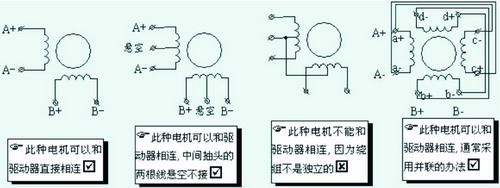 A+
A-
B+
B-
☞ 此种电机可以和
驱动器直接相连 ☑
A+
悬空
A-
B+
悬空
B-
☞ 此种电机可以和驱
动器相连,中间抽头的
两根线悬空不接 ☑
☞ 此种电机不能和
驱动器相连,因为绕
组不是独立的 ☒
A+
A-
a+
a-
d-
d+
c-
c+
b+
b-
B+
B-
☞ 此种电机可以和
驱动器相连,通常采
用并联的办法 ☑